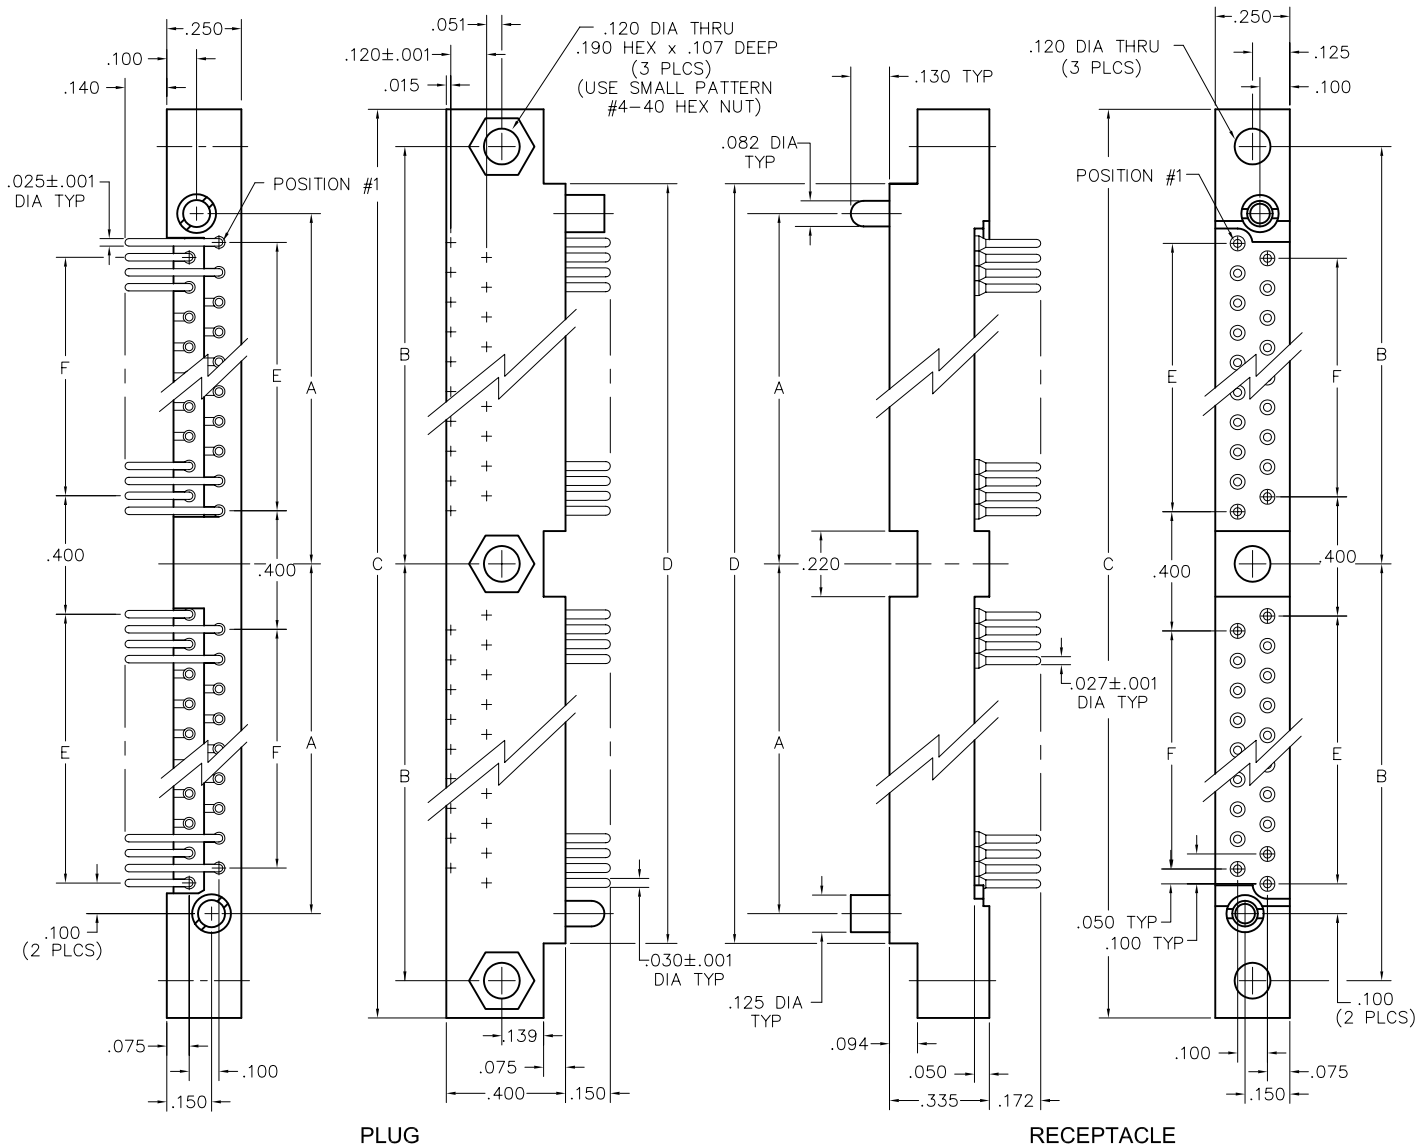 .250
.100
.140
.025±.001
DIA TYP
POSITION #1
F
E
A
.400
.400
E
F
A
.100
(2 PLCS)
.075
.100
.150
.051
.120±.001
.015
.120 DIA THRU
.190 HEX x .107 DEEP
(3 PLCS)
(USE SMALL PATTERN
#4-40 HEX NUT)
B
C
D
B
.030±.001
DIA TYP
.139
.075
.400
.150
PLUG
.130 TYP
.082 DIA
TYP
A
D
.220
A
.027±.001
DIA TYP
.125 DIA
TYP
.094
.050
.335
.172
.250
.120 DIA THRU
(3 PLCS)
.125
.100
POSITION #1
E
F
B
C
.400
.400
F
E
B
.050 TYP
.100 TYP
.100
(2 PLCS)
.100
.075
.150
RECEPTACLE